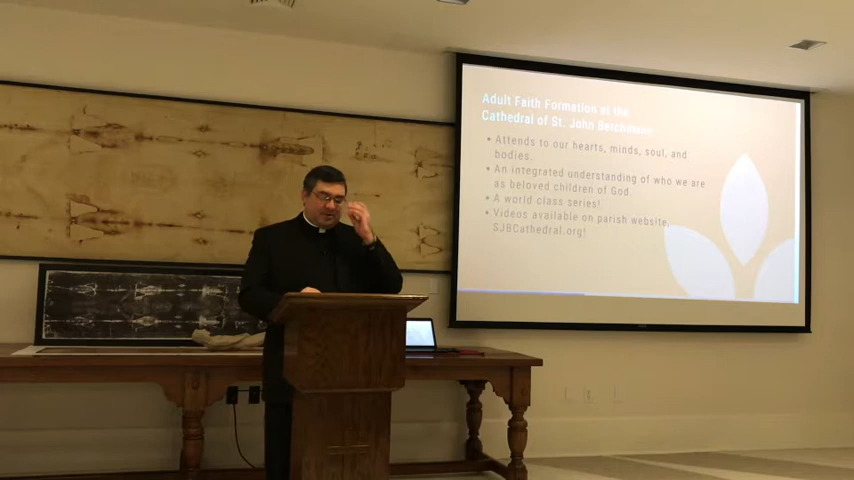 Adult Faith Formation at the
Cathedral of St. John Berchmans
• Attends to our hearts, minds, soul, and
bodies.
• An integrated understanding of who we are
as beloved children of God.
• A world class series!
• Videos available on parish website,
SJBCathedral.org!